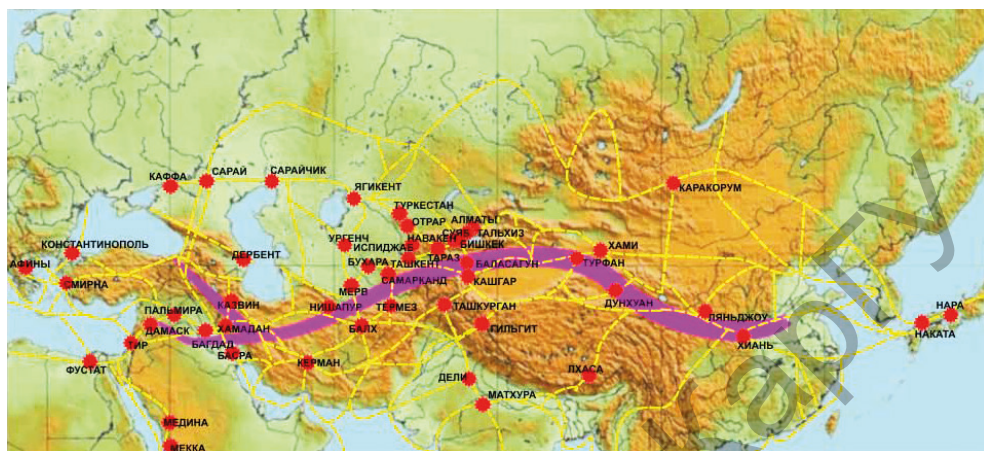 КАФФА
САРАЙ
САРАЙЧИК
ЯГИКЕНТ
КАРАКОРУМ
ТУРКЕСТАН
ОТРАР
АЛМАТЫ
СУЯБ
ТАЛЬХИЗ
НАВАКЕН
УРГЕНЧ
ИСПИДЖАБ
БИШКЕК
ХАМИ
КОНСТАНТИНОПОЛЬ
ДЕРБЕНТ
ТАРАЗ
АФИНЫ
БУХАРА
ТАШКЕНТ
БАЛАСАГУН
ТУРФАН
СМИРНА
САМАРКАНД
КАШГАР
МЕРВ
ДУНХУАН
КАЗВИН
НИШАПУР
ТЕРМЕЗ
ТАШКУРГАН
НАРА
ПАЛЬМИРА
ЛЯНЬДЖОУ
ДАМАСК
ХАМАДАН
БАЛХ
ГИЛЬГИТ
НАКАТА
ТИР
БАГДАД
ХИАНЬ
БАСРА
КЕРМАН
ФУСТАТ
ДЕЛИ
ЛХАСА
МАТХУРА
МЕДИНА
МЕККА